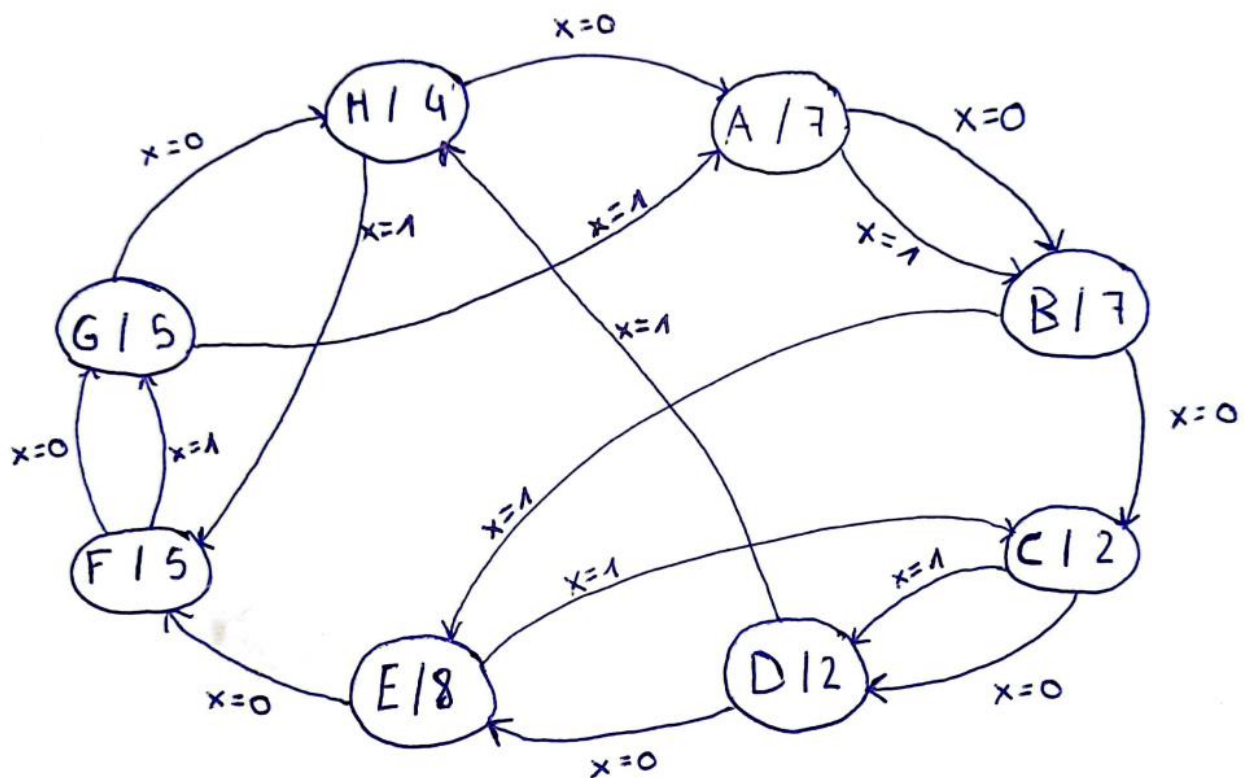 x=0
H / 4
A / 7
x=0
x=0
x=1
x=1
x=1
G / 5
x=1
B / 7
x=0
x=0
x=1
x=1
F / 5
x=1
x=1
C / 2
E / 8
D / 2
x=0
x=0
x=0